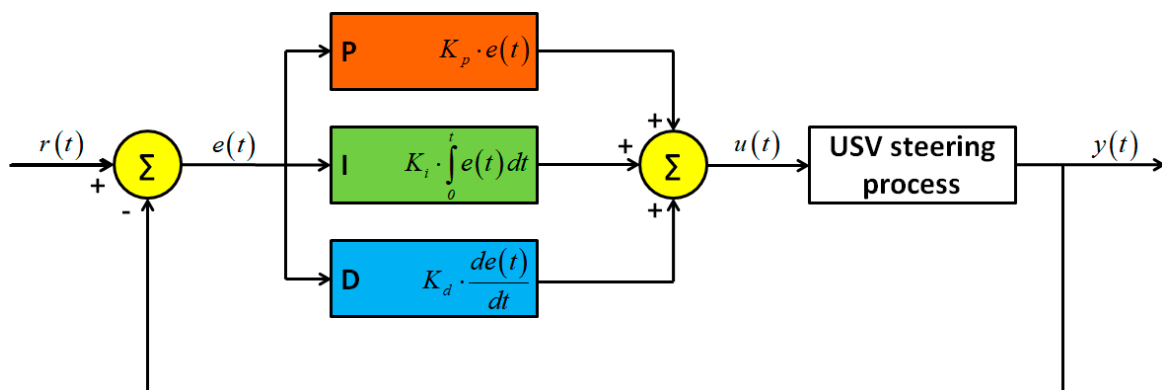 P K_p · e(t)
r(t)
+
-
Σ
e(t)
I K_i · ∫_0^t e(t) dt
D K_d · de(t)/dt
+
+
+
Σ
u(t)
USV steering
process
y(t)